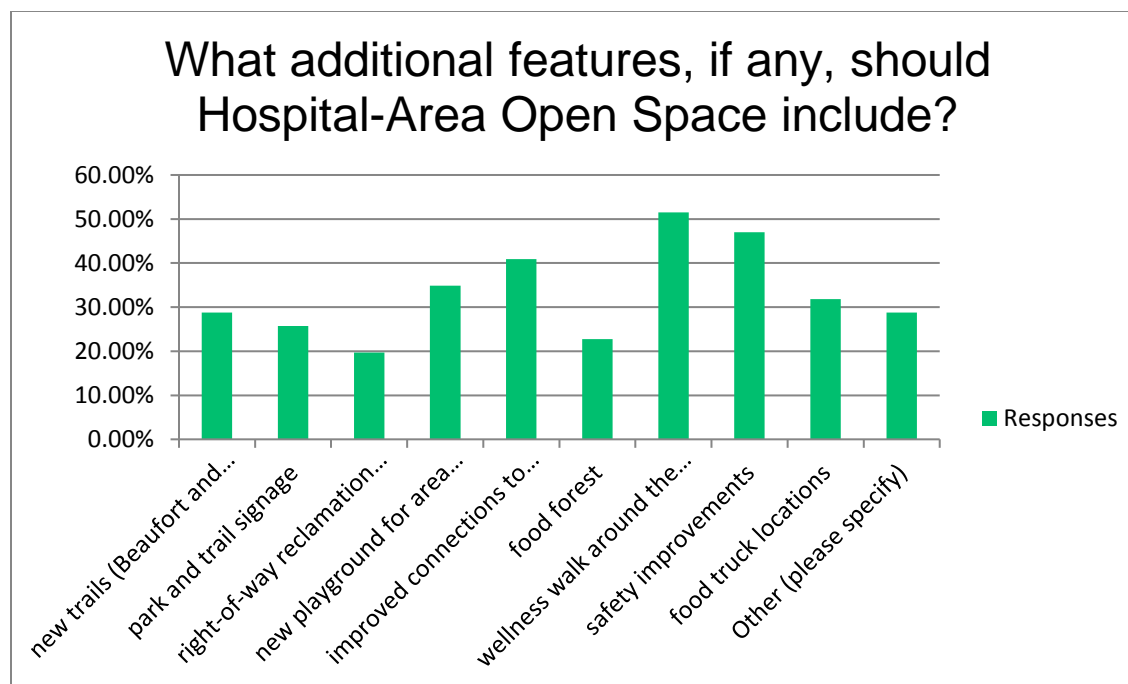 What additional features, if any, should
Hospital-Area Open Space include?
60.00%
50.00%
40.00%
30.00%
20.00%
10.00%
0.00%
new trails (Beaufort and...
park and trail signage
right-of-way reclamation...
new playground for area...
improved connections to...
food forest
wellness walk around the...
safety improvements
food truck locations
Other (please specify)
Responses